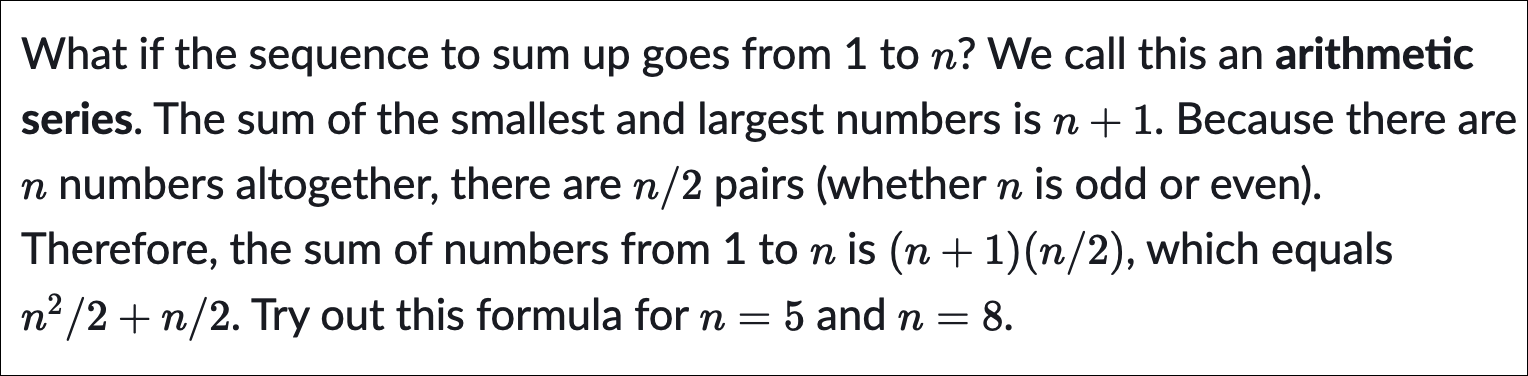 What if the sequence to sum up goes from 1 to n? We call this an arithmetic
series. The sum of the smallest and largest numbers is n + 1. Because there are
n numbers altogether, there are n/2 pairs (whether n is odd or even).
Therefore, the sum of numbers from 1 to n is (n + 1)(n/2), which equals
n²/2 + n/2. Try out this formula for n = 5 and n = 8.